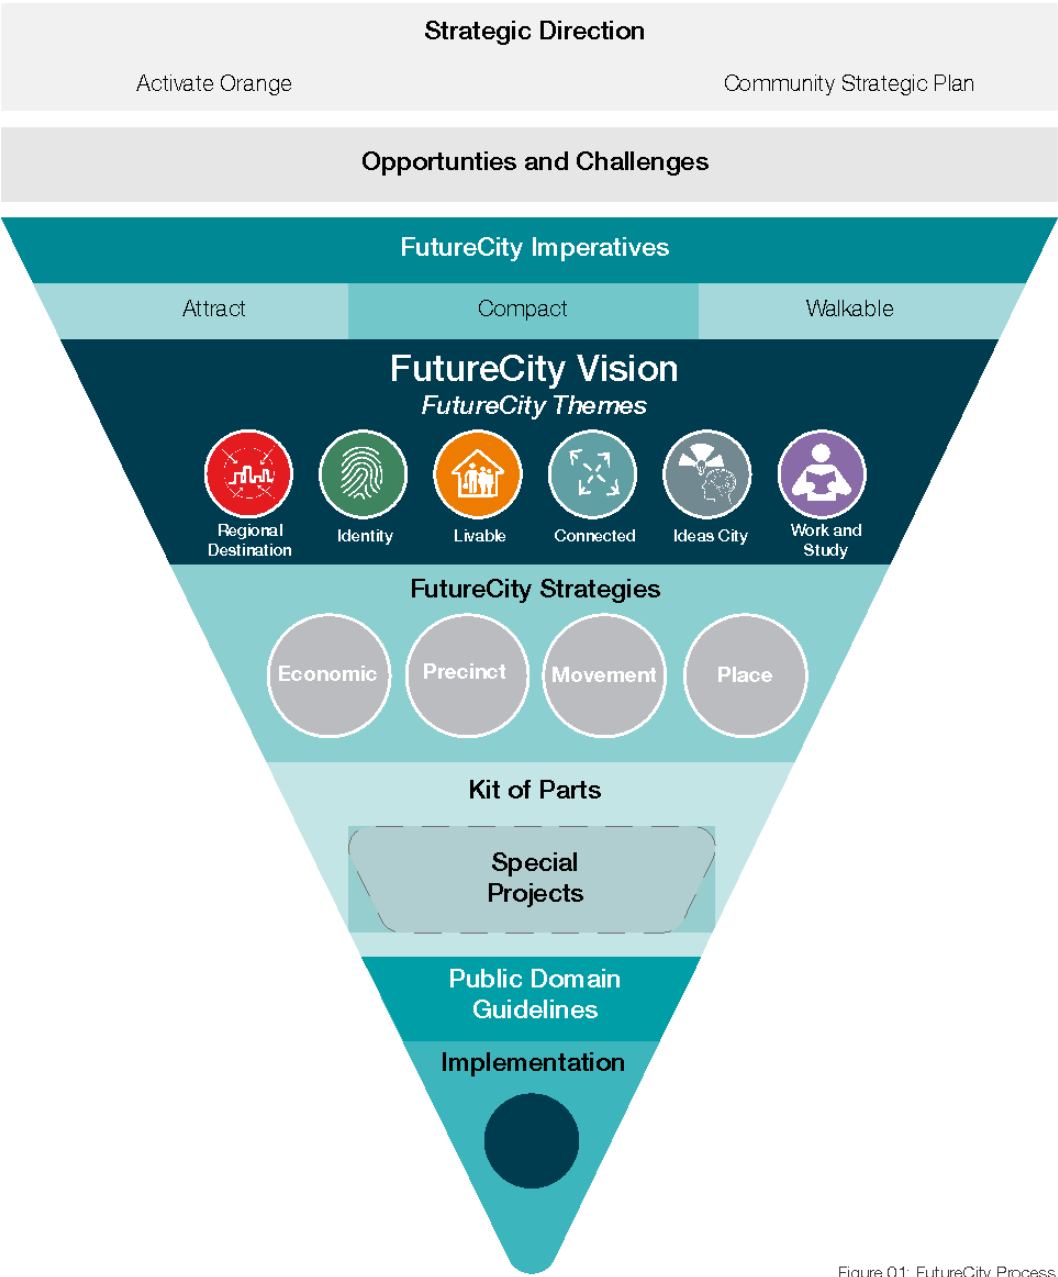 Strategic Direction
Activate Orange
Community Strategic Plan
Opportunties and Challenges
FutureCity Imperatives
Attract
Compact
Walkable
FutureCity Vision
FutureCity Themes
Regional
Destination
Identity
Livable
Connected
Ideas City
Work and
Study
FutureCity Strategies
Economic
Precinct
Movement
Place
Kit of Parts
Special
Projects
Public Domain
Guidelines
Implementation
Figure 01: FutureCity Process